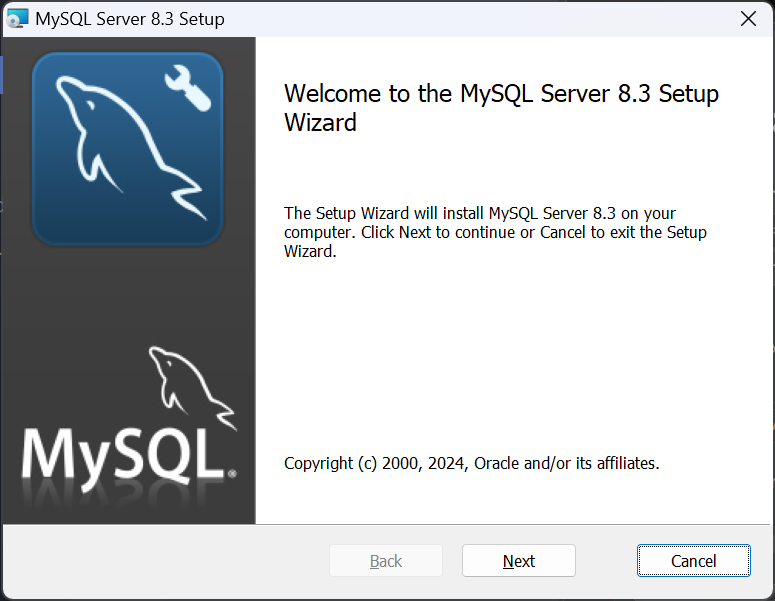 MySQL Server 8.3 Setup
Welcome to the MySQL Server 8.3 Setup
Wizard
The Setup Wizard will install MySQL Server 8.3 on your
computer. Click Next to continue or Cancel to exit the Setup
Wizard.
MySQL®
Copyright (c) 2000, 2024, Oracle and/or its affiliates.
Back
Next
Cancel